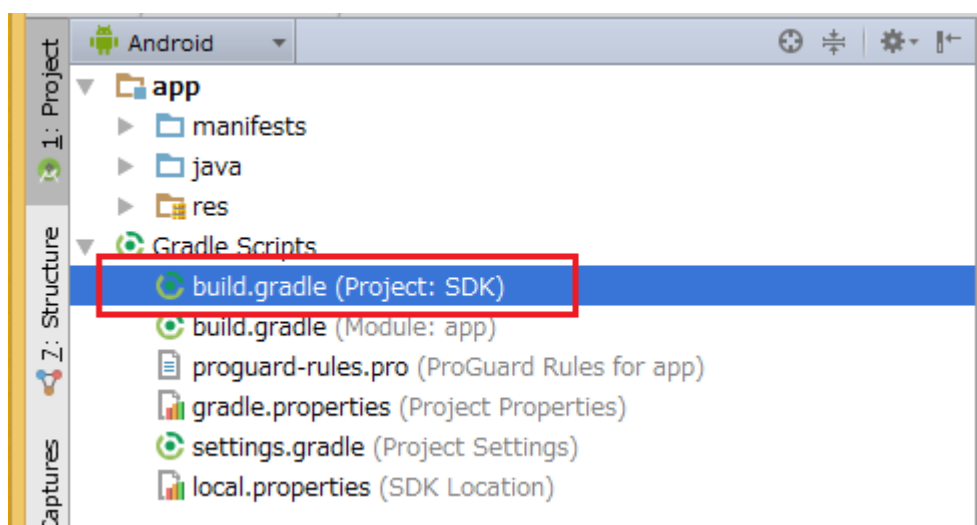 Android
1: Project
app
manifests
java
res
7: Structure
Gradle Scripts
build.gradle (Project: SDK)
build.gradle (Module: app)
proguard-rules.pro (ProGuard Rules for app)
gradle.properties (Project Properties)
settings.gradle (Project Settings)
local.properties (SDK Location)
Captures